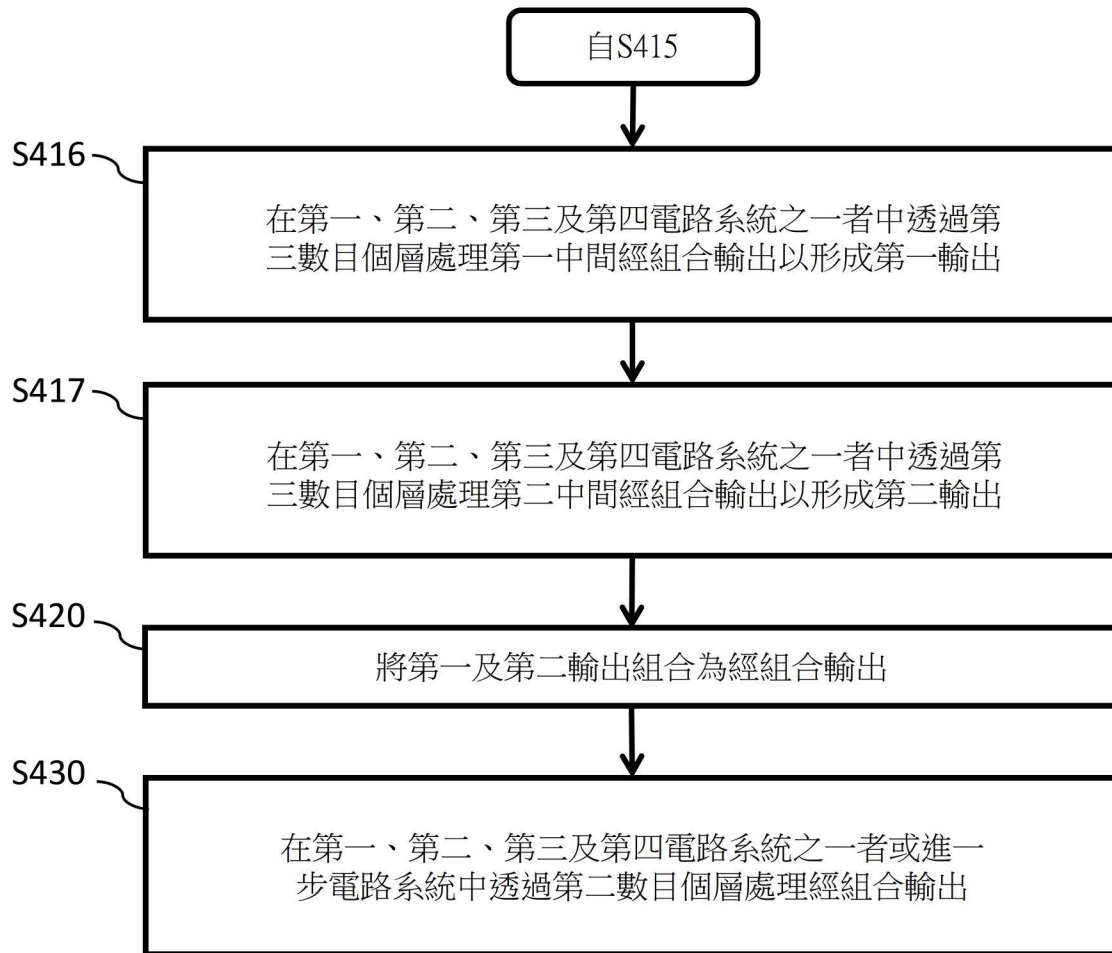 自S415
S416
在第一、第二、第三及第四電路系統之一者中透過第
三數目個層處理第一中間經組合輸出以形成第一輸出
S417
在第一、第二、第三及第四電路系統之一者中透過第
三數目個層處理第二中間經組合輸出以形成第二輸出
S420
將第一及第二輸出組合為經組合輸出
S430
在第一、第二、第三及第四電路系統之一者或進一
步電路系統中透過第二數目個層處理經組合輸出